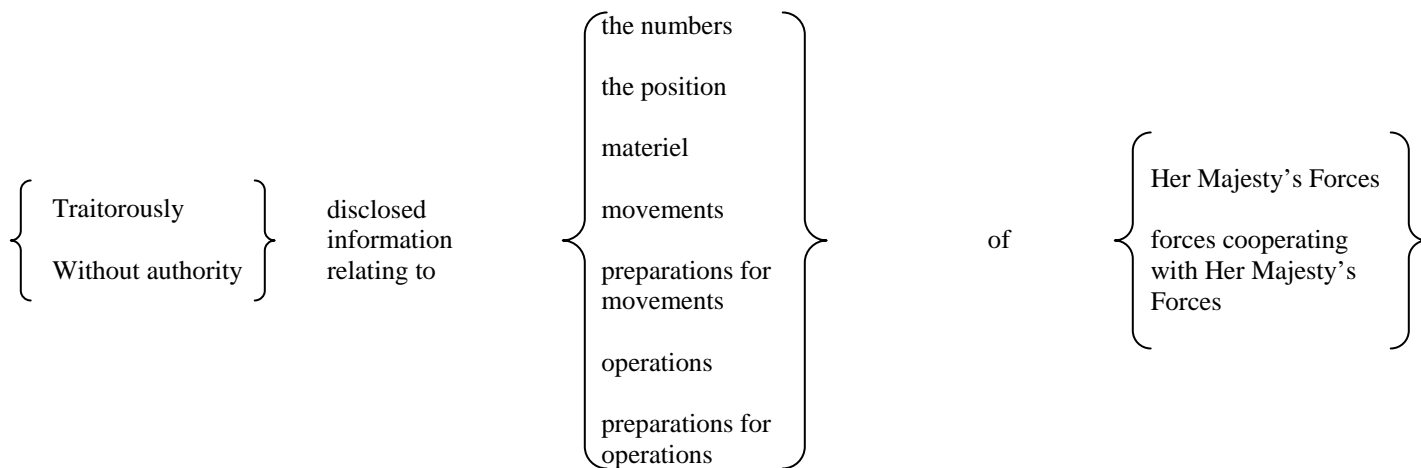 Traitorously
Without authority
disclosed
information
relating to
the numbers
the position
materiel
movements
preparations for
movements
operations
preparations for
operations
of
Her Majesty’s Forces
forces cooperating
with Her Majesty’s
Forces